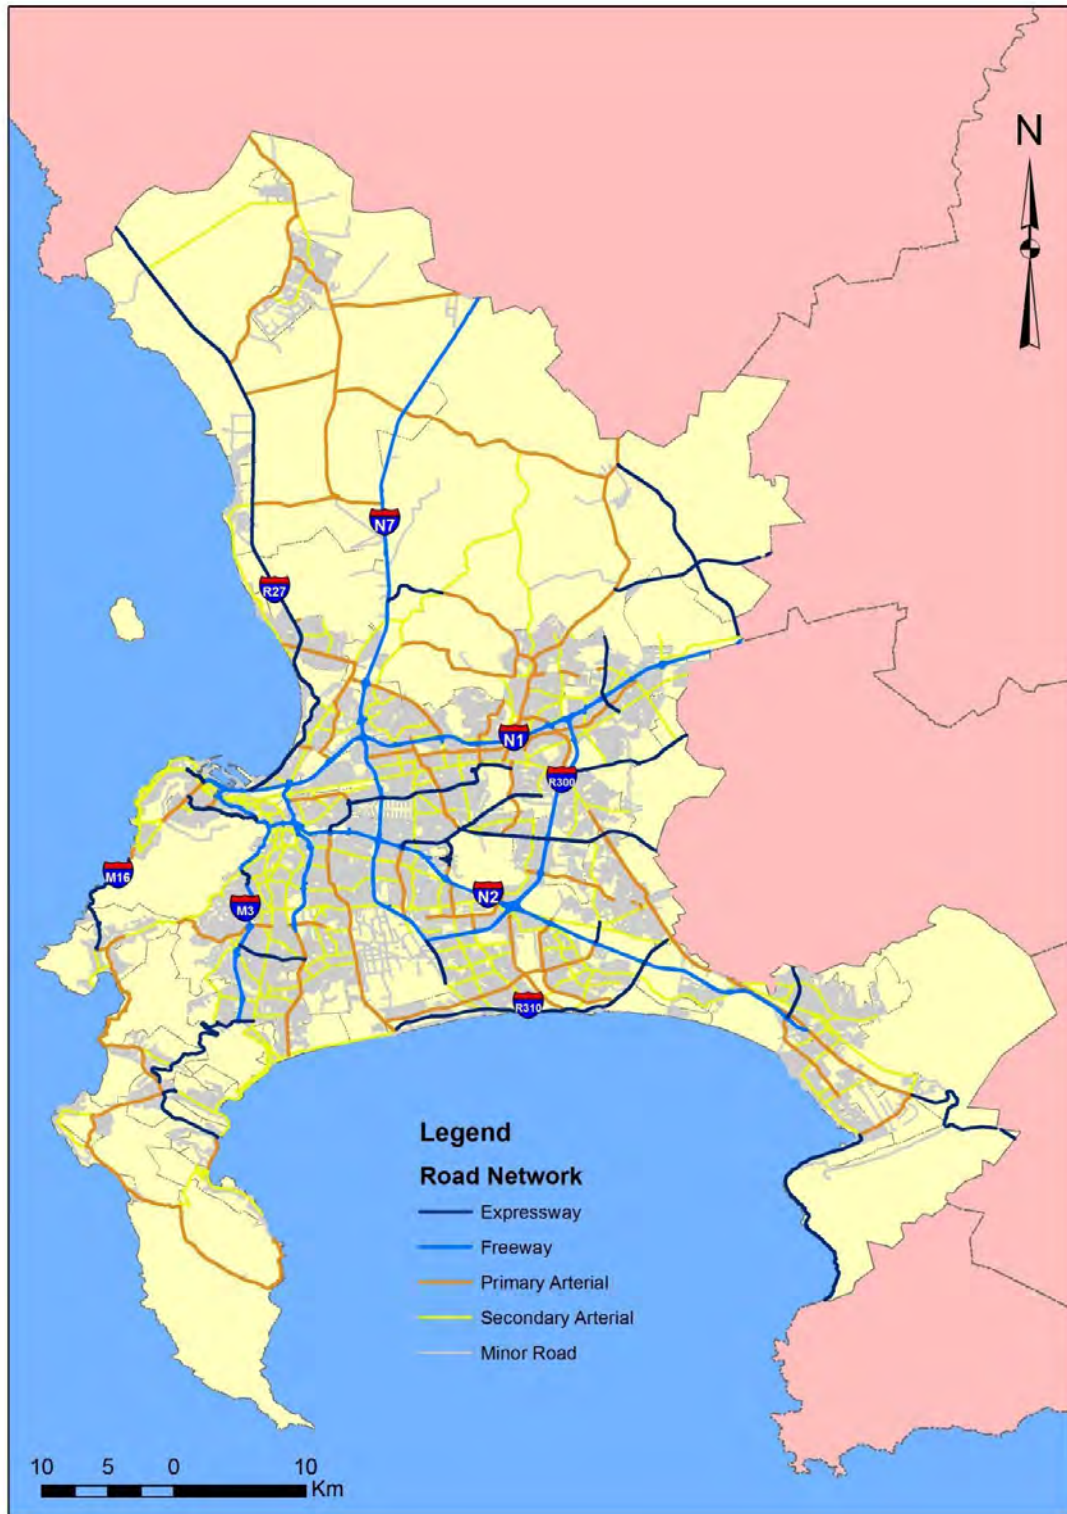 N
N7
R27
N1
R300
M16
M3
N2
R310
Legend
Road Network
Expressway
Freeway
Primary Arterial
Secondary Arterial
Minor Road
10 5 0 10
Km